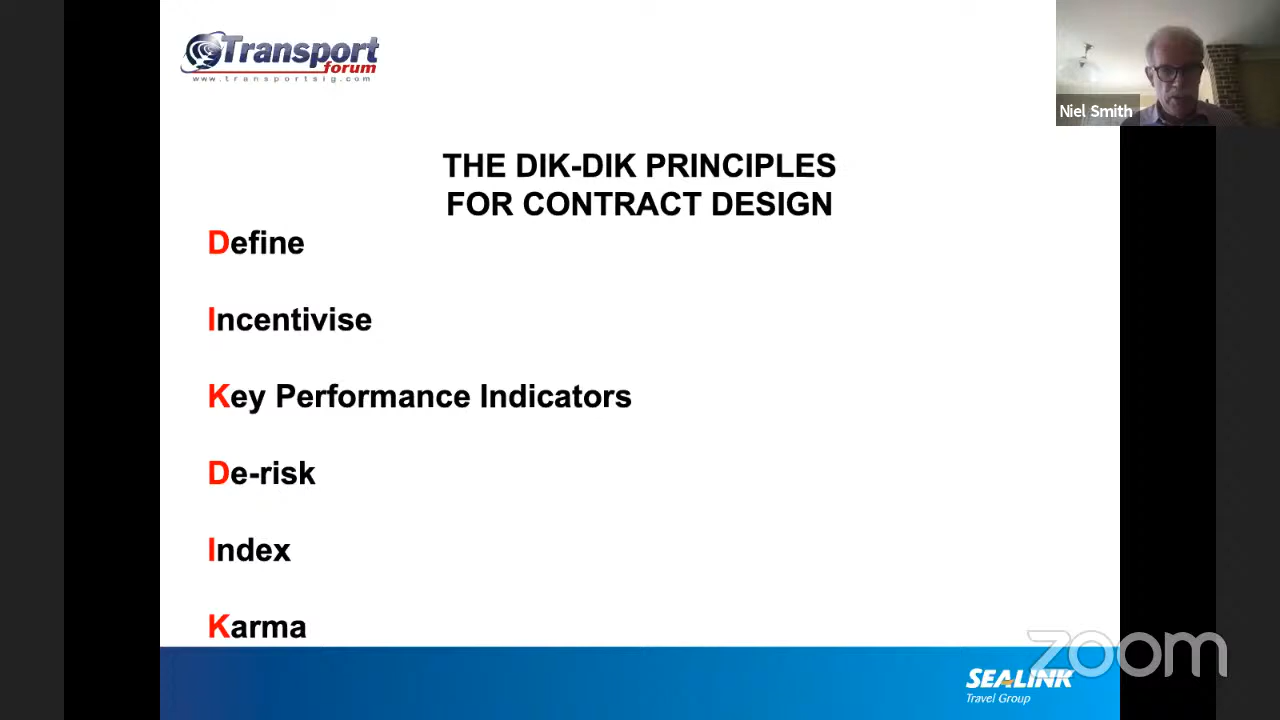 Transport
forum
www.transportsig.com
Niel Smith
THE DIK-DIK PRINCIPLES
FOR CONTRACT DESIGN
Define
Incentivise
Key Performance Indicators
De-risk
Index
Karma
zoom
SEALINK
Travel Group